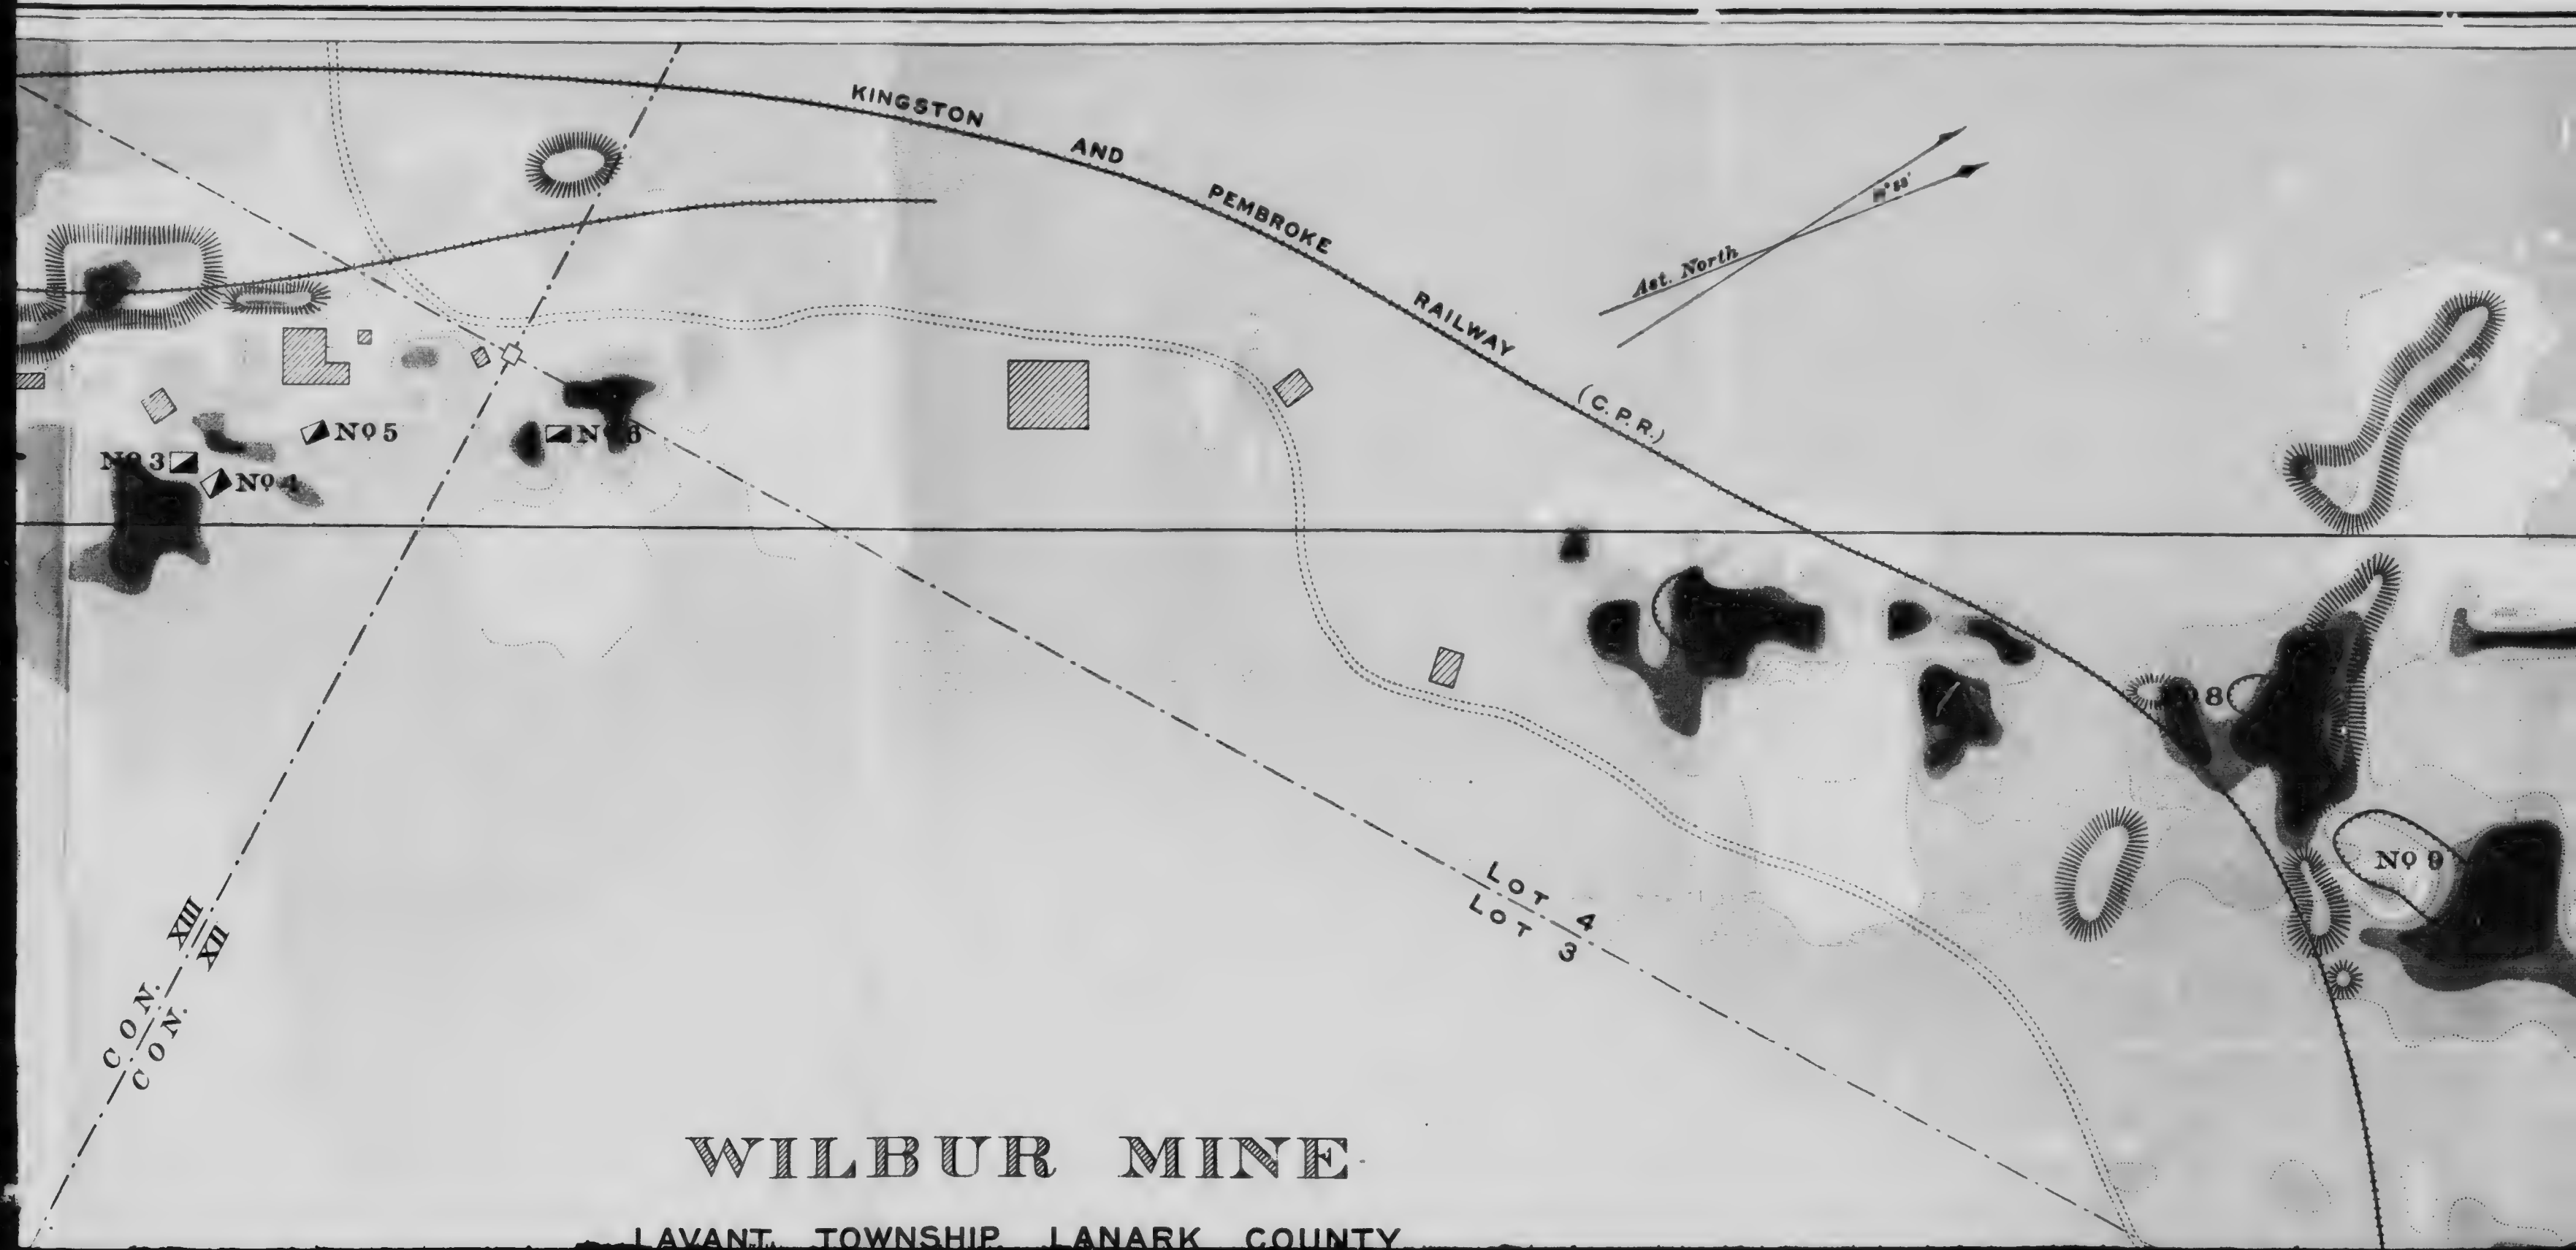 KINGSTON AND PEMBROKE RAILWAY (C.P.R.)
Ast. North
No 5
No 6
No 3
No 4
8
No 9
LOT 4
LOT 3
CON. XIII
CON. XII
WILBUR MINE
LAVANT TOWNSHIP LANARK COUNTY